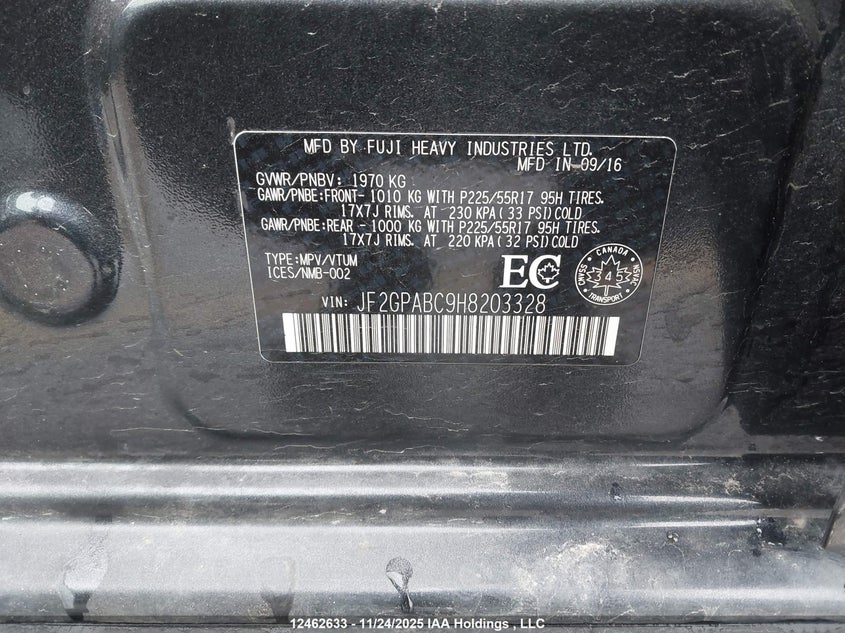 MFD BY FUJI HEAVY INDUSTRIES LTD.
MFD IN 09/16
GVWR/PNBV: 1970 KG
GAWR/PNBE:FRONT- 1010 KG WITH P225/55R17 95H TIRES.
17X7J RIMS. AT 230 KPA(33 PSI)COLD
GAWR/PNBE:REAR -1000 KG WITH P225/55R17 95H TIRES.
17X7J RIMS. AT 220 KPA(32 PSI)COLD
TYPE:MPV/VTUM
ICES/NMB-002
EC
CANADA
SSMNO
NSVAC
345
TRANSPORT
VIN: JF2GPABC9H8203328
12462633 - 11/24/2025 IAA Holdings , LLC